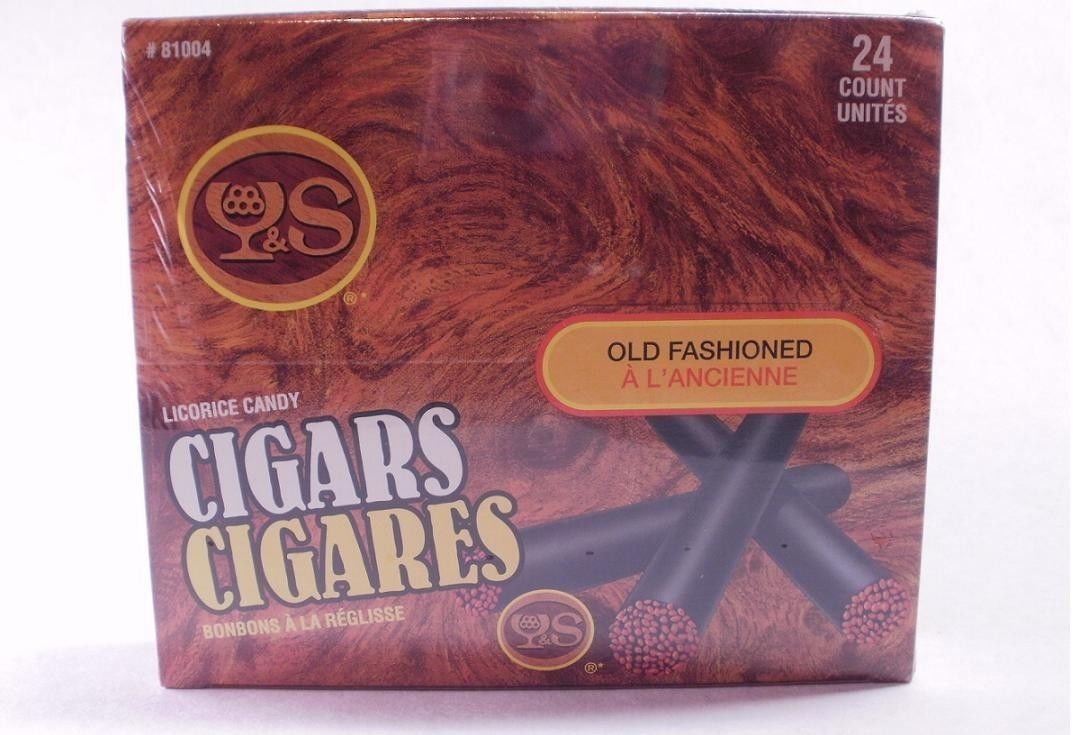 # 81004
24
COUNT
UNITÉS
Y&S
®*
OLD FASHIONED
À L'ANCIENNE
LICORICE CANDY
CIGARS
CIGARES
BONBONS À LA RÉGLISSE
Y&S
®*